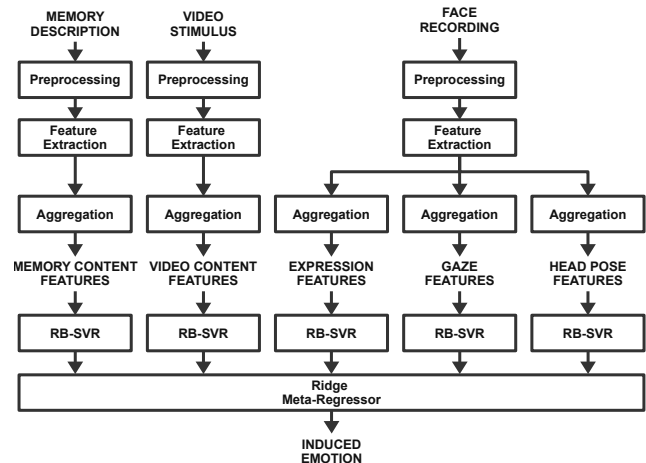 MEMORY
DESCRIPTION
VIDEO
STIMULUS
FACE
RECORDING
Preprocessing
Preprocessing
Preprocessing
Feature
Extraction
Feature
Extraction
Feature
Extraction
Aggregation
Aggregation
Aggregation
Aggregation
Aggregation
MEMORY CONTENT
FEATURES
VIDEO CONTENT
FEATURES
EXPRESSION
FEATURES
GAZE
FEATURES
HEAD POSE
FEATURES
RB-SVR
RB-SVR
RB-SVR
RB-SVR
RB-SVR
Ridge
Meta-Regressor
INDUCED
EMOTION